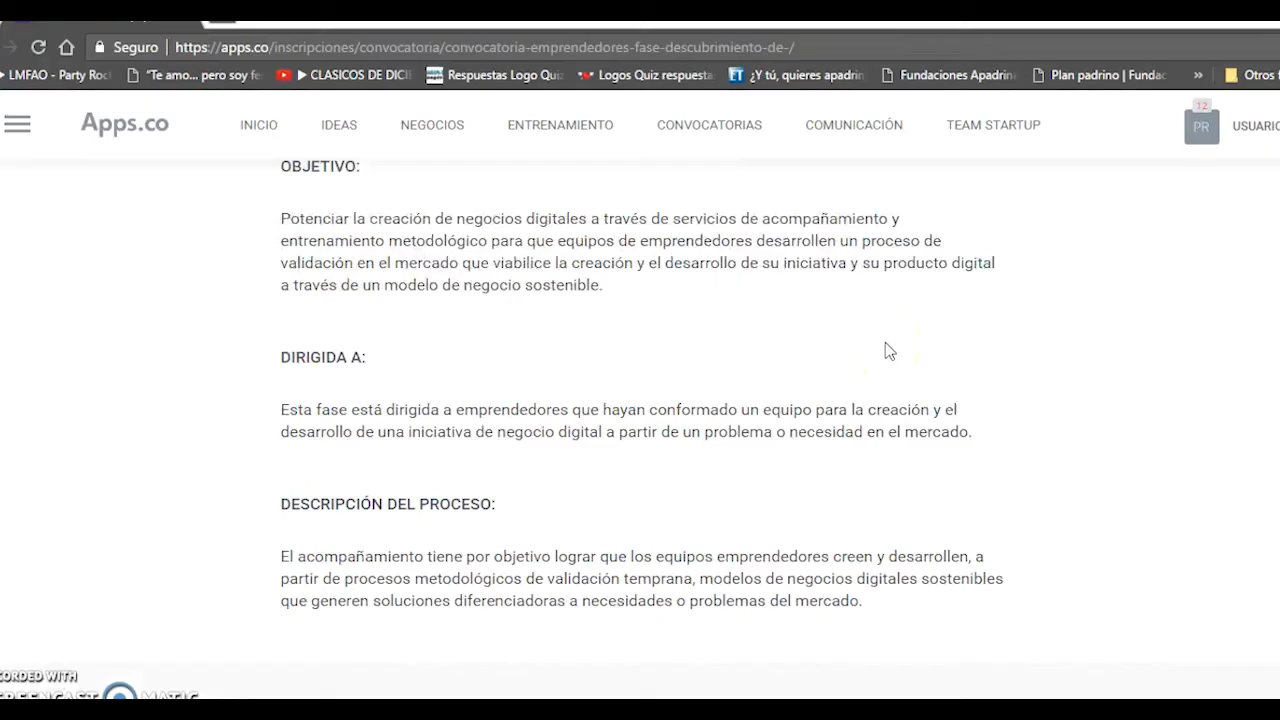 Seguro https://apps.co/inscripciones/convocatoria/convocatoria-emprendedores-fase-descubrimiento-de-/
LMFAO - Party Roc "Te amo... pero soy fe CLASICOS DE DICIE Respuestas Logo Quiz Logos Quiz respuesta ¿Y tú, quieres apadrin Fundaciones Apadrina Plan padrino | Fundac » Otros f
12
Apps.co INICIO IDEAS NEGOCIOS ENTRENAMIENTO CONVOCATORIAS COMUNICACIÓN TEAM STARTUP PR USUARIO
OBJETIVO:
Potenciar la creación de negocios digitales a través de servicios de acompañamiento y
entrenamiento metodológico para que equipos de emprendedores desarrollen un proceso de
validación en el mercado que viabilice la creación y el desarrollo de su iniciativa y su producto digital
a través de un modelo de negocio sostenible.
DIRIGIDA A:
Esta fase está dirigida a emprendedores que hayan conformado un equipo para la creación y el
desarrollo de una iniciativa de negocio digital a partir de un problema o necesidad en el mercado.
DESCRIPCIÓN DEL PROCESO:
El acompañamiento tiene por objetivo lograr que los equipos emprendedores creen y desarrollen, a
partir de procesos metodológicos de validación temprana, modelos de negocios digitales sostenibles
que generen soluciones diferenciadoras a necesidades o problemas del mercado.
CORDED WITH